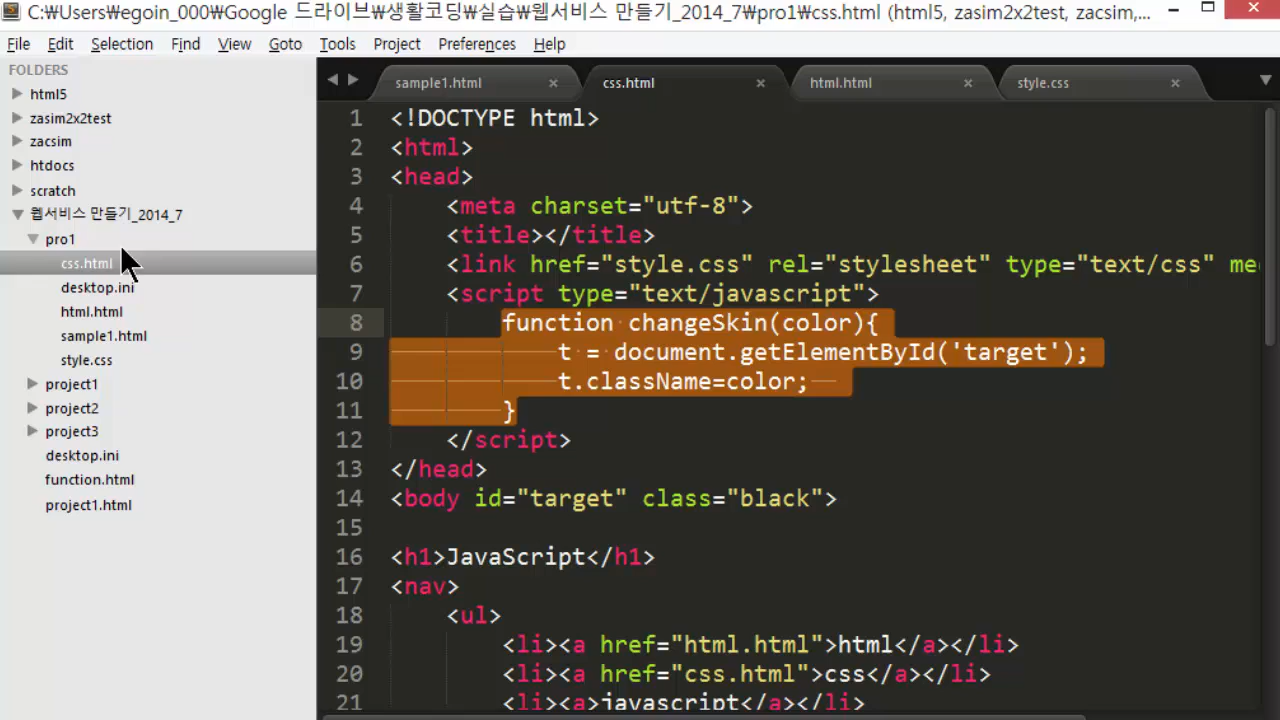 C:₩Users₩egoin_000₩Google 드라이브₩생활코딩₩실습₩웹서비스 만들기_2014_7₩pro1₩css.html (html5, zasim2x2test, zacsim,...
File Edit Selection Find View Goto Tools Project Preferences Help
FOLDERS
html5
zasim2x2test
zacsim
htdocs
scratch
웹서비스 만들기_2014_7
pro1
css.html
desktop.ini
html.html
sample1.html
style.css
project1
project2
project3
desktop.ini
function.html
project1.html
sample1.html × css.html × html.html × style.css ×
1 <!DOCTYPE html>
2 <html>
3 <head>
4 <meta charset="utf-8">
5 <title></title>
6 <link href="style.css" rel="stylesheet" type="text/css" me
7 <script type="text/javascript">
8 function changeSkin(color){
9 t = document.getElementById('target');
10 t.className=color;
11 }
12 </script>
13 </head>
14 <body id="target" class="black">
15
16 <h1>JavaScript</h1>
17 <nav>
18 <ul>
19 <li><a href="html.html">html</a></li>
20 <li><a href="css.html">css</a></li>
21 <li><a>javascript</a></li>